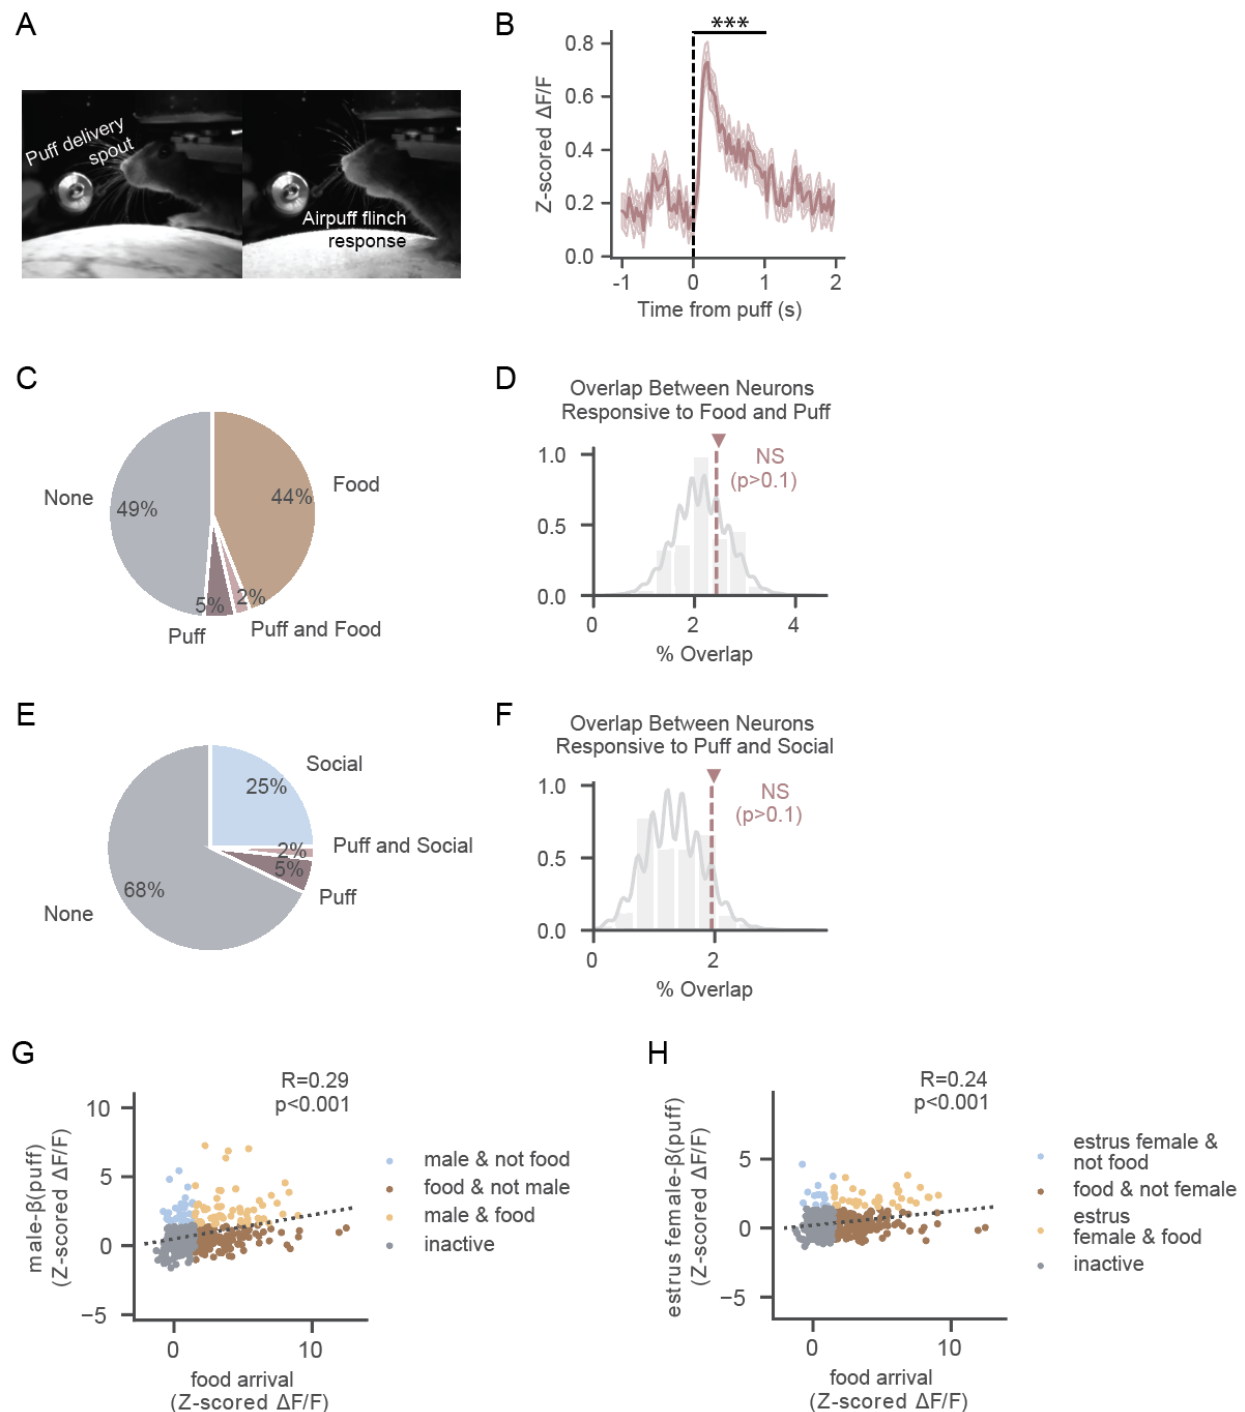 A
Puff delivery
spout
Airpuff flinch
response
B
***
0.8
0.6
0.4
0.2
0.0
Z-scored ΔF/F
-1
0
1
2
Time from puff (s)
C
None
49%
44%
Food
5%
2%
Puff
Puff and Food
D
Overlap Between Neurons
Responsive to Food and Puff
NS
(p>0.1)
1.0
0.5
0.0
0
2
4
% Overlap
E
Social
25%
2%
Puff and Social
5%
Puff
68%
None
F
Overlap Between Neurons
Responsive to Puff and Social
NS
(p>0.1)
1.0
0.5
0.0
0
2
% Overlap
G
R=0.29
p<0.001
10
5
0
−5
male-β(puff)
(Z-scored ΔF/F)
0
10
food arrival
(Z-scored ΔF/F)
male & not food
food & not male
male & food
inactive
H
R=0.24
p<0.001
5
0
−5
estrus female-β(puff)
(Z-scored ΔF/F)
0
10
food arrival
(Z-scored ΔF/F)
estrus female &
not food
food & not female
estrus
female & food
inactive